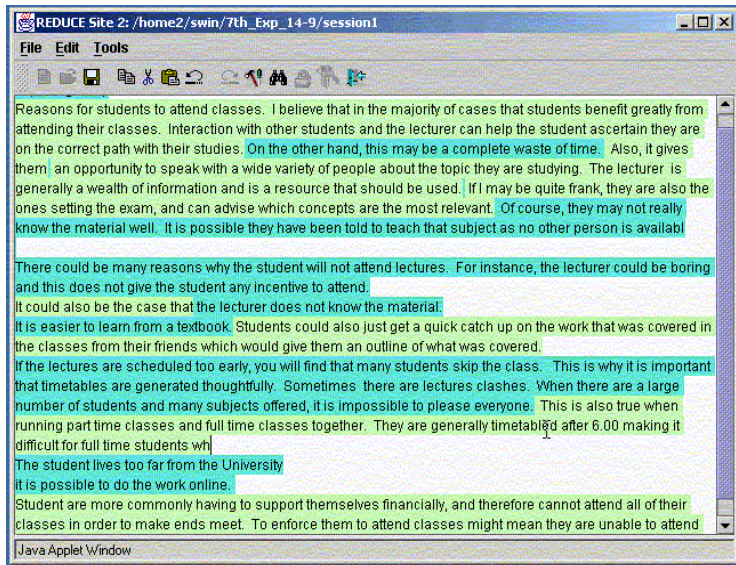 REDUCE Site 2: /home2/swin/7th_Exp_14-9/session1
File Edit Tools
Reasons for students to attend classes. I believe that in the majority of cases that students benefit greatly from
attending their classes. Interaction with other students and the lecturer can help the student ascertain they are
on the correct path with their studies. On the other hand, this may be a complete waste of time. Also, it gives
them an opportunity to speak with a wide variety of people about the topic they are studying. The lecturer is
generally a wealth of information and is a resource that should be used. If I may be quite frank, they are also the
ones setting the exam, and can advise which concepts are the most relevant. Of course, they may not really
know the material well. It is possible they have been told to teach that subject as no other person is availabl
There could be many reasons why the student will not attend lectures. For instance, the lecturer could be boring
and this does not give the student any incentive to attend.
It could also be the case that the lecturer does not know the material.
It is easier to learn from a textbook. Students could also just get a quick catch up on the work that was covered in
the classes from their friends which would give them an outline of what was covered.
If the lectures are scheduled too early, you will find that many students skip the class. This is why it is important
that timetables are generated thoughtfully. Sometimes there are lectures clashes. When there are a large
number of students and many subjects offered, it is impossible to please everyone. This is also true when
running part time classes and full time classes together. They are generally timetabled after 6.00 making it
difficult for full time students wh
The student lives too far from the University
it is possible to do the work online.
Student are more commonly having to support themselves financially, and therefore cannot attend all of their
classes in order to make ends meet. To enforce them to attend classes might mean they are unable to attend
Java Applet Window